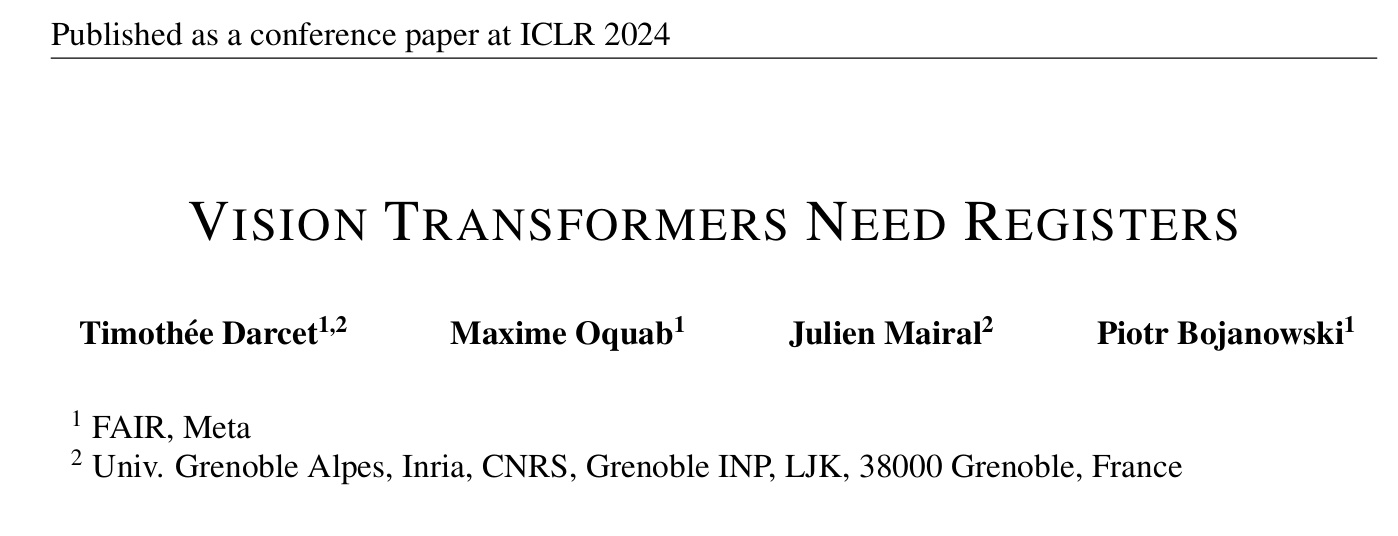 Published as a conference paper at ICLR 2024
VISION TRANSFORMERS NEED REGISTERS
Timothée Darcet1,2 Maxime Oquab1 Julien Mairal2 Piotr Bojanowski1
1 FAIR, Meta
2 Univ. Grenoble Alpes, Inria, CNRS, Grenoble INP, LJK, 38000 Grenoble, France